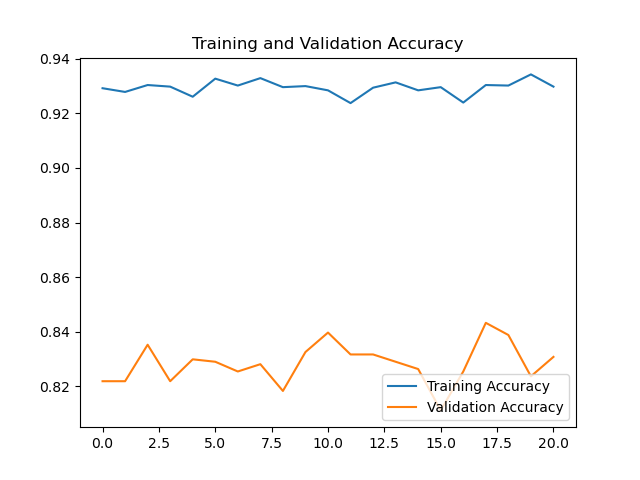 Training and Validation Accuracy
0.94
0.92
0.90
0.88
0.86
0.84
0.82
Training Accuracy
Validation Accuracy
0.0 2.5 5.0 7.5 10.0 12.5 15.0 17.5 20.0